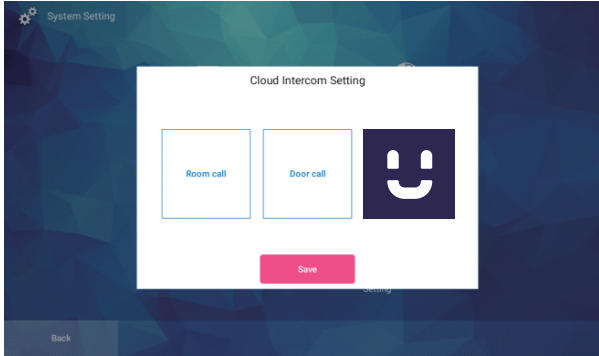 System Setting
Cloud Intercom Setting
Room call
Door call
Save
Setting
Back